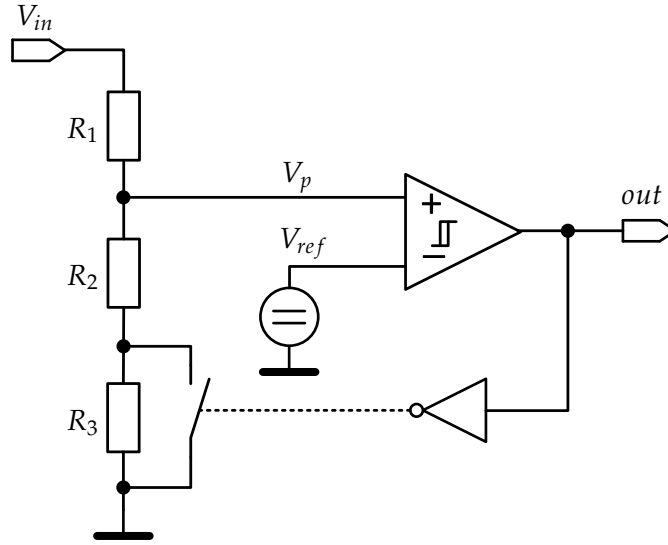 V_in
R_1
V_p
out
V_ref
R_2
R_3